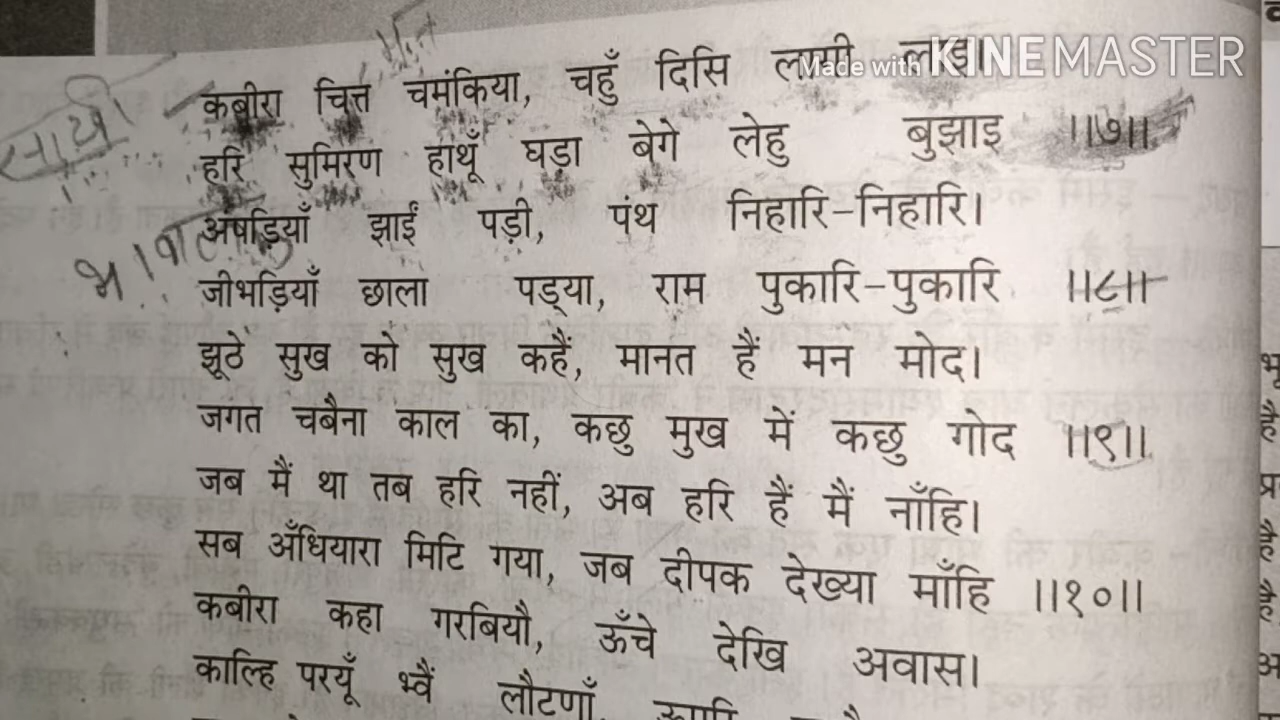 Made with KINEMASTER
साखी
कबीरा चित्त चमंकिया, चहुँ दिसि लागी लाइ।
हरि सुमिरण हाथूँ घड़ा बेगे लेहु बुझाइ ॥७॥
अषड़ियाँ झाईं पड़ी, पंथ निहारि-निहारि।
जीभड़ियाँ छाला पड्या, राम पुकारि-पुकारि ॥८॥
झूठे सुख को सुख कहैं, मानत हैं मन मोद।
जगत चबैना काल का, कछु मुख में कछु गोद ॥९॥
जब मैं था तब हरि नहीं, अब हरि हैं मैं नाँहि।
सब अँधियारा मिटि गया, जब दीपक देख्या माँहि ॥१०॥
कबीरा कहा गरबियौ, ऊँचे देखि अवास।
काल्हि परयूँ भ्वैं लौटणाँ,